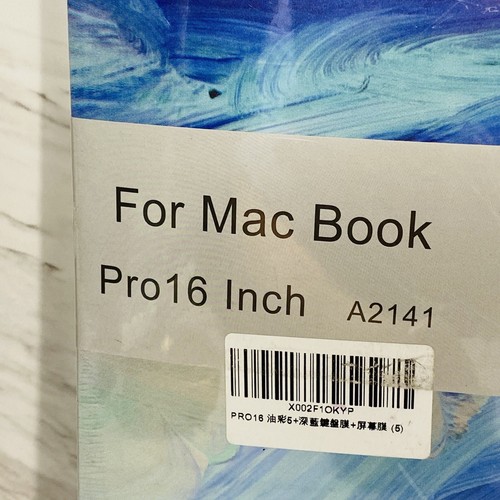 For Mac Book
Pro16 Inch A2141
X002F1OKYP
PRO16 油彩5+深藍鍵盤膜+屏幕膜 (5)